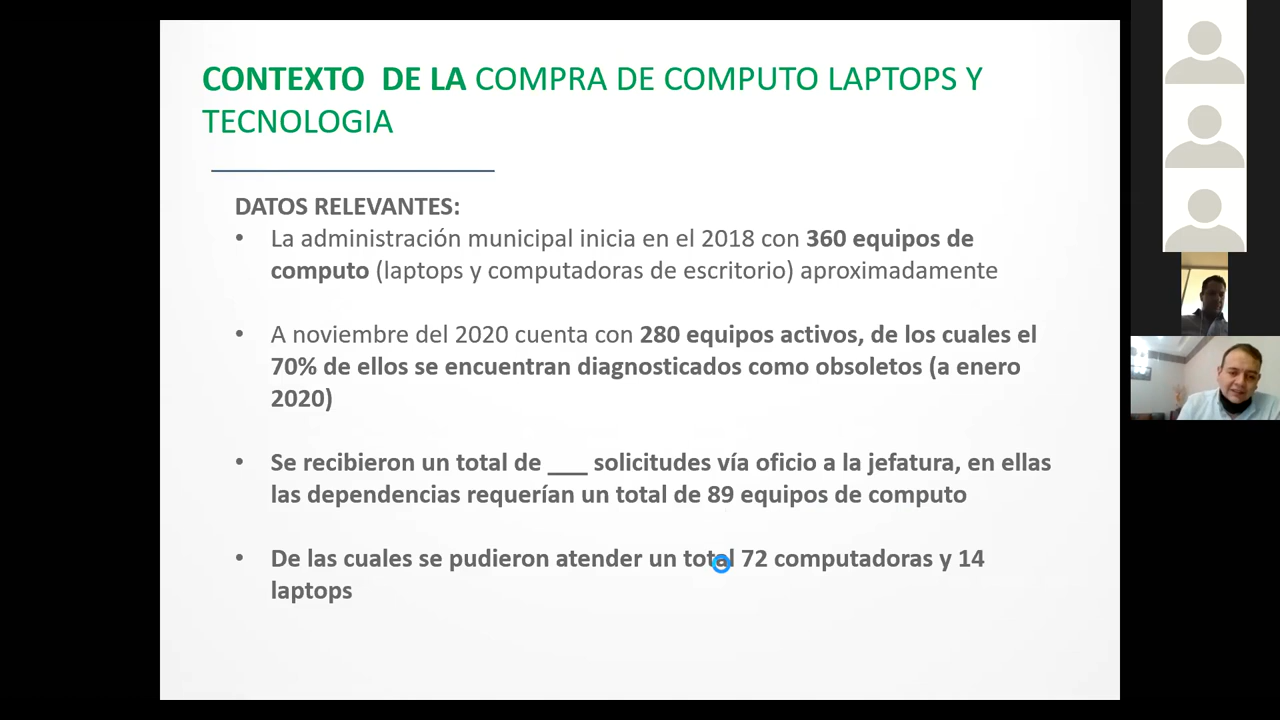 CONTEXTO  DE LA COMPRA DE COMPUTO LAPTOPS Y
TECNOLOGIA
DATOS RELEVANTES:
• La administración municipal inicia en el 2018 con 360 equipos de
computo (laptops y computadoras de escritorio) aproximadamente
• A noviembre del 2020 cuenta con 280 equipos activos, de los cuales el
70% de ellos se encuentran diagnosticados como obsoletos (a enero
2020)
• Se recibieron un total de ___ solicitudes vía oficio a la jefatura, en ellas
las dependencias requerían un total de 89 equipos de computo
• De las cuales se pudieron atender un total 72 computadoras y 14
laptops